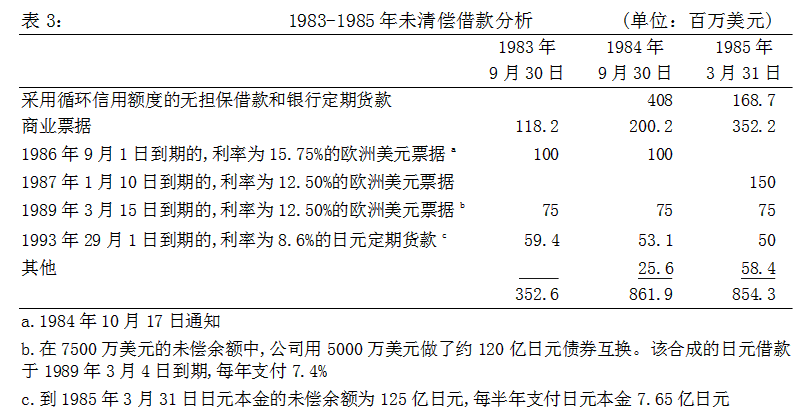 表 3： 1983-1985 年未清偿借款分析 (单位：百万美元)
1983 年 1984 年 1985 年
9 月 30 日 9 月 30 日 3 月 31 日
采用循环信用额度的无担保借款和银行定期货款 408 168.7
商业票据 118.2 200.2 352.2
1986 年 9 月 1 日到期的,利率为 15.75%的欧洲美元票据 a 100 100
1987 年 1 月 10 日到期的,利率为 12.50%的欧洲美元票据 150
1989 年 3 月 15 日到期的,利率为 12.50%的欧洲美元票据 b 75 75 75
1993 年 29 月 1 日到期的,利率为 8.6%的日元定期货款 c 59.4 53.1 50
其他 25.6 58.4
352.6 861.9 854.3
a.1984 年 10 月 17 日通知
b.在 7500 万美元的未偿余额中,公司用 5000 万美元做了约 120 亿日元债券互换。该合成的日元借款
于 1989 年 3 月 4 日到期,每年支付 7.4%
c.到 1985 年 3 月 31 日日元本金的未偿余额为 125 亿日元,每半年支付日元本金 7.65 亿日元